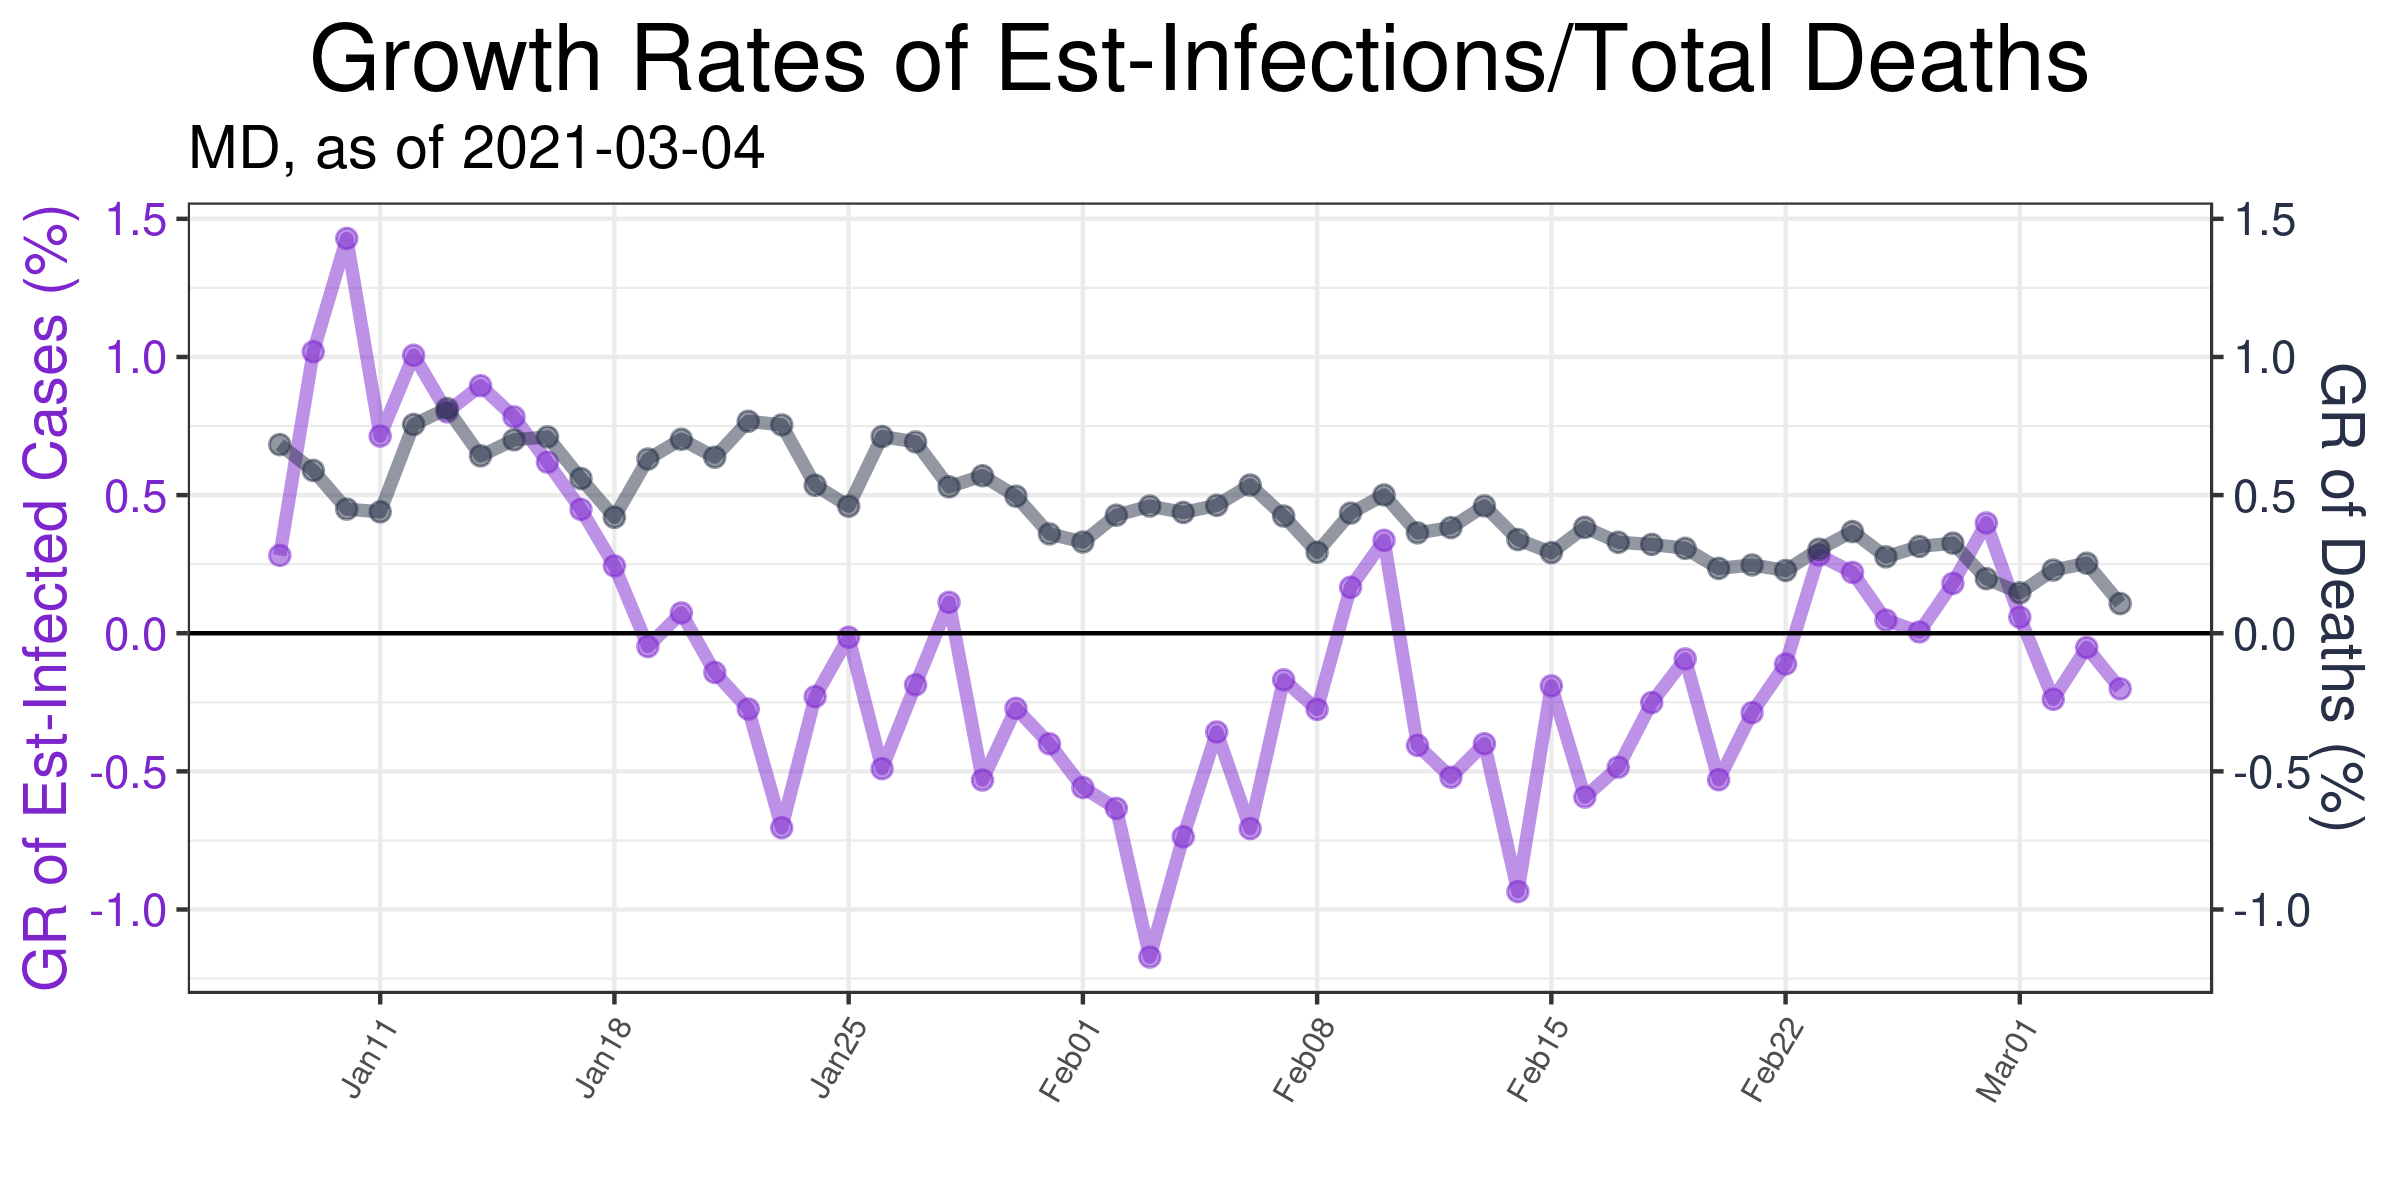 Growth Rates of Est-Infections/Total Deaths
MD, as of 2021-03-04
GR of Est-Infected Cases (%)
1.5
1.0
0.5
0.0
-0.5
-1.0
1.5
1.0
0.5
0.0
-0.5
-1.0
GR of Deaths (%)
Jan11
Jan18
Jan25
Feb01
Feb08
Feb15
Feb22
Mar01